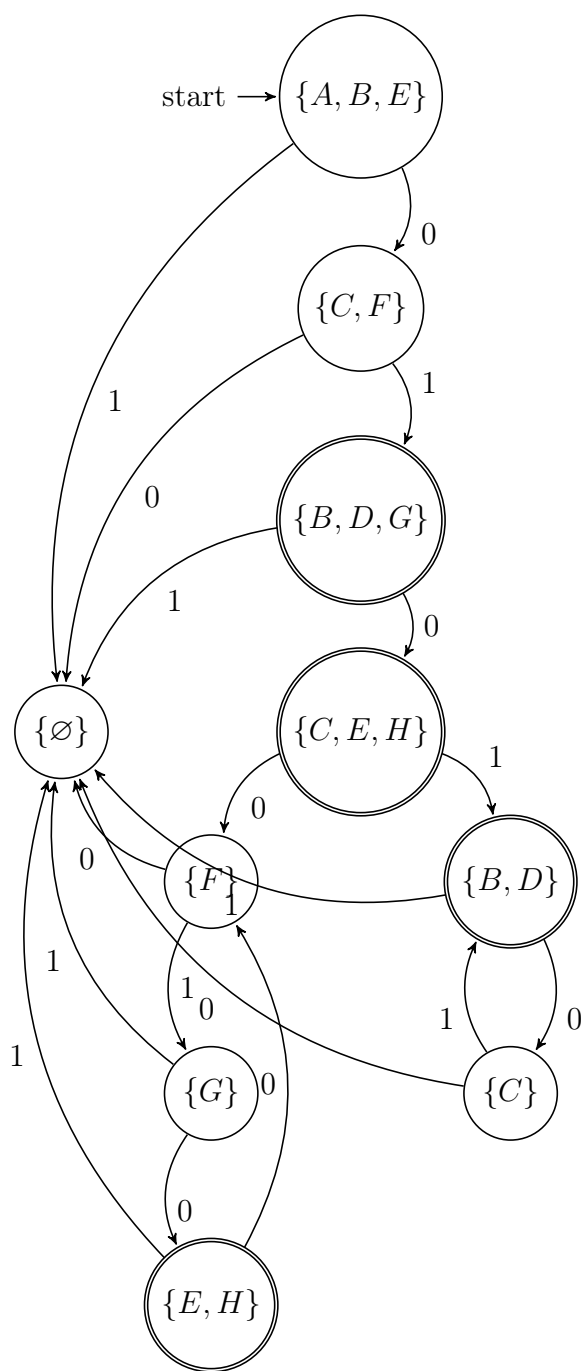 start {A, B, E}
0
{C, F}
1
1
0
{B, D, G}
1
0
{∅}
{C, E, H}
1
0
0
{F}
{B, D}
1
1
1
0
0
1
1
0
{G}
{C}
0
{E, H}